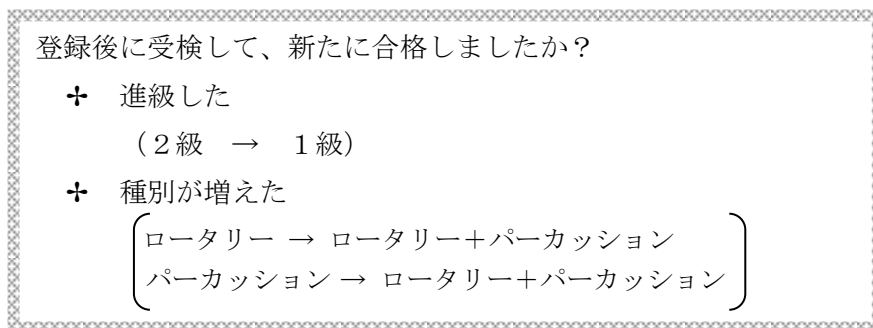 登録後に受検して、新たに合格しましたか？
✢ 進級した
（２級 → １級）
✢ 種別が増えた
ロータリー → ロータリー＋パーカッション
パーカッション → ロータリー＋パーカッション